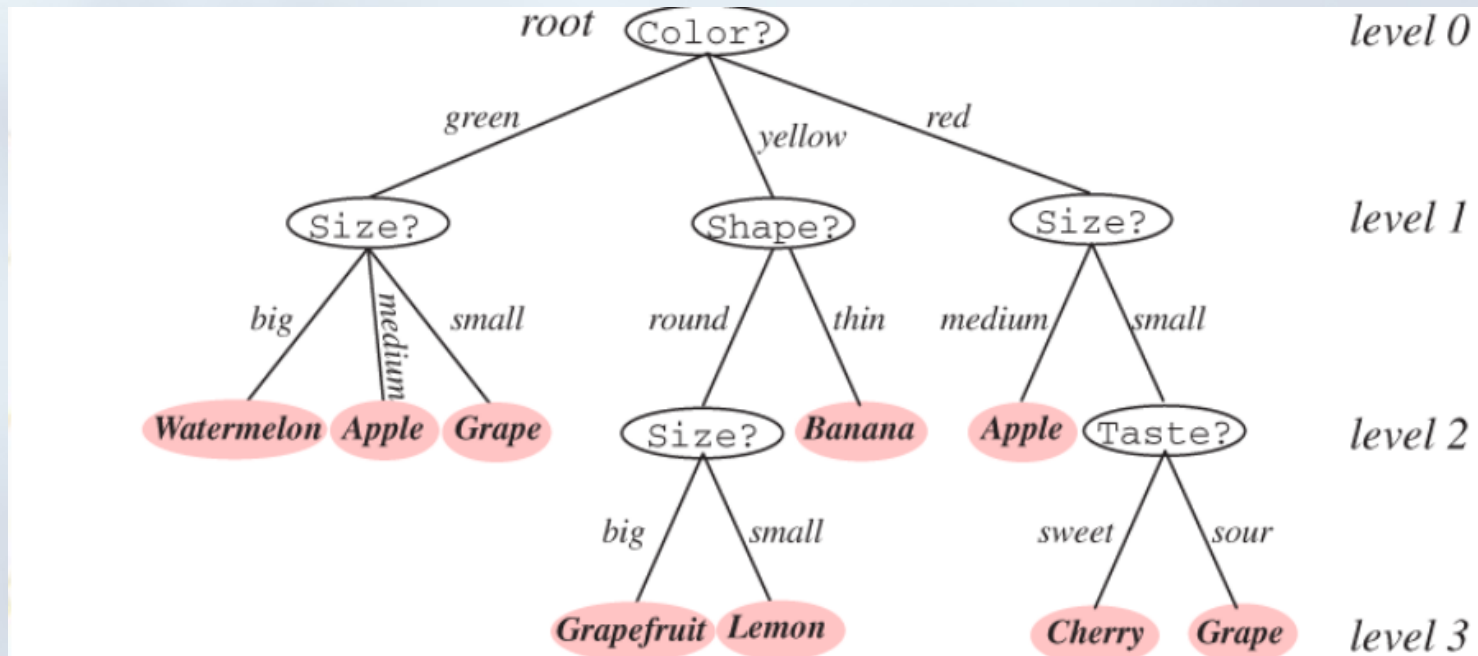 root Color? level 0
green yellow red
Size? Shape? Size? level 1
big medium small round thin medium small
Watermelon Apple Grape Size? Banana Apple Taste? level 2
big small sweet sour
Grapefruit Lemon Cherry Grape level 3